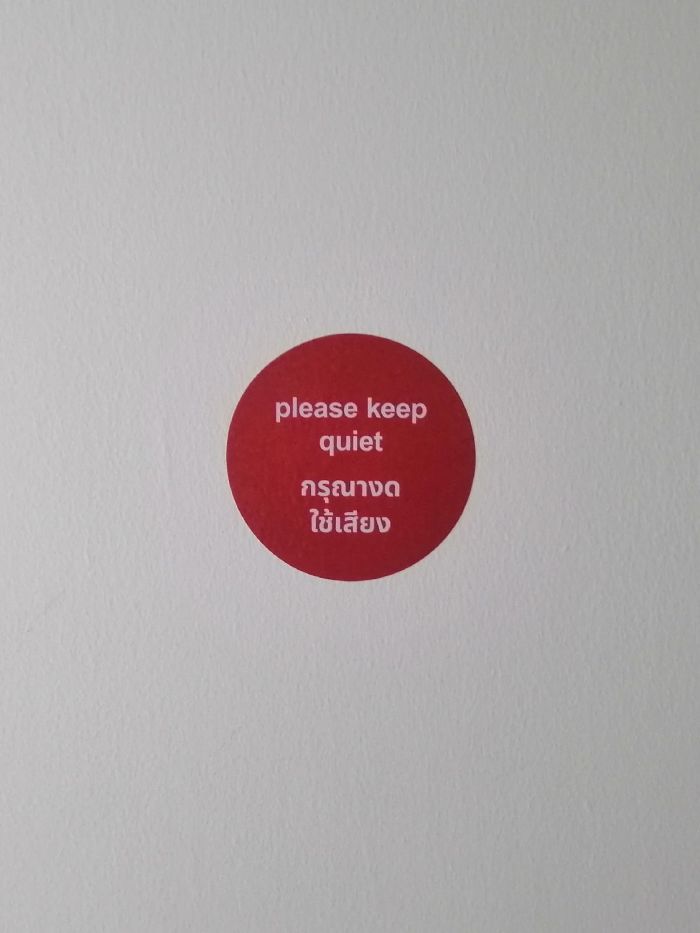 please keep
quiet
กรุณางด
ใช้เสียง